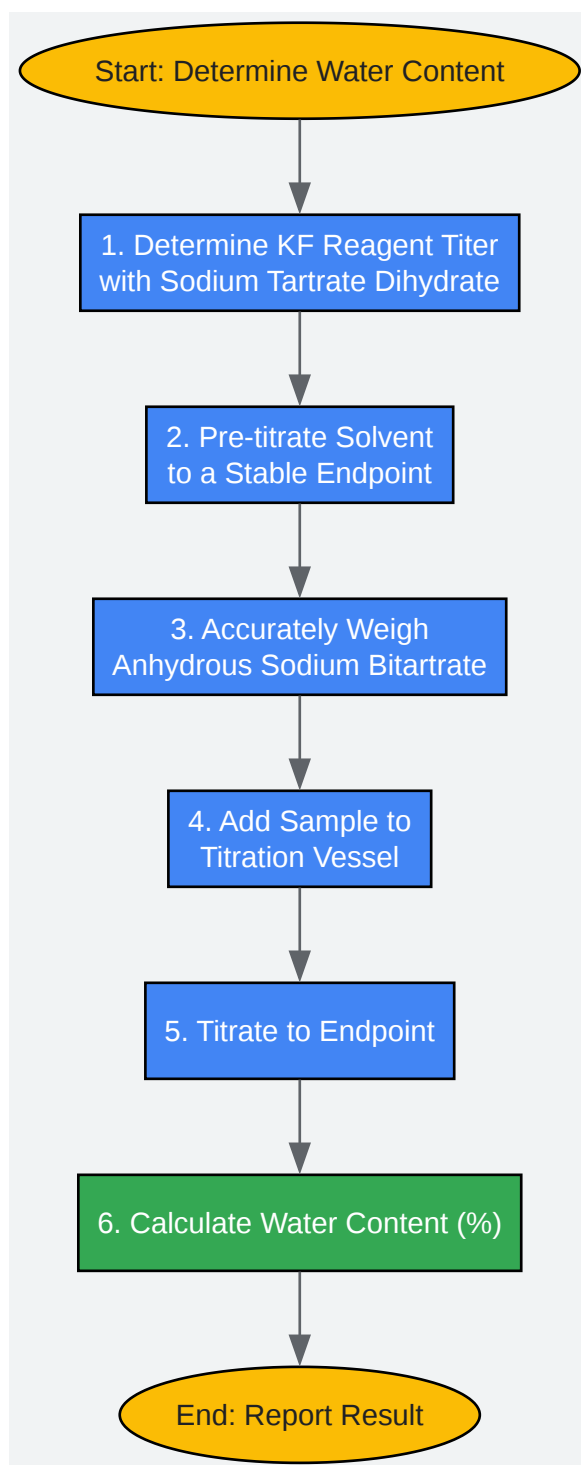 Start: Determine Water Content
1. Determine KF Reagent Titer
with Sodium Tartrate Dihydrate
2. Pre-titrate Solvent
to a Stable Endpoint
3. Accurately Weigh
Anhydrous Sodium Bitartrate
4. Add Sample to
Titration Vessel
5. Titrate to Endpoint
6. Calculate Water Content (%)
End: Report Result